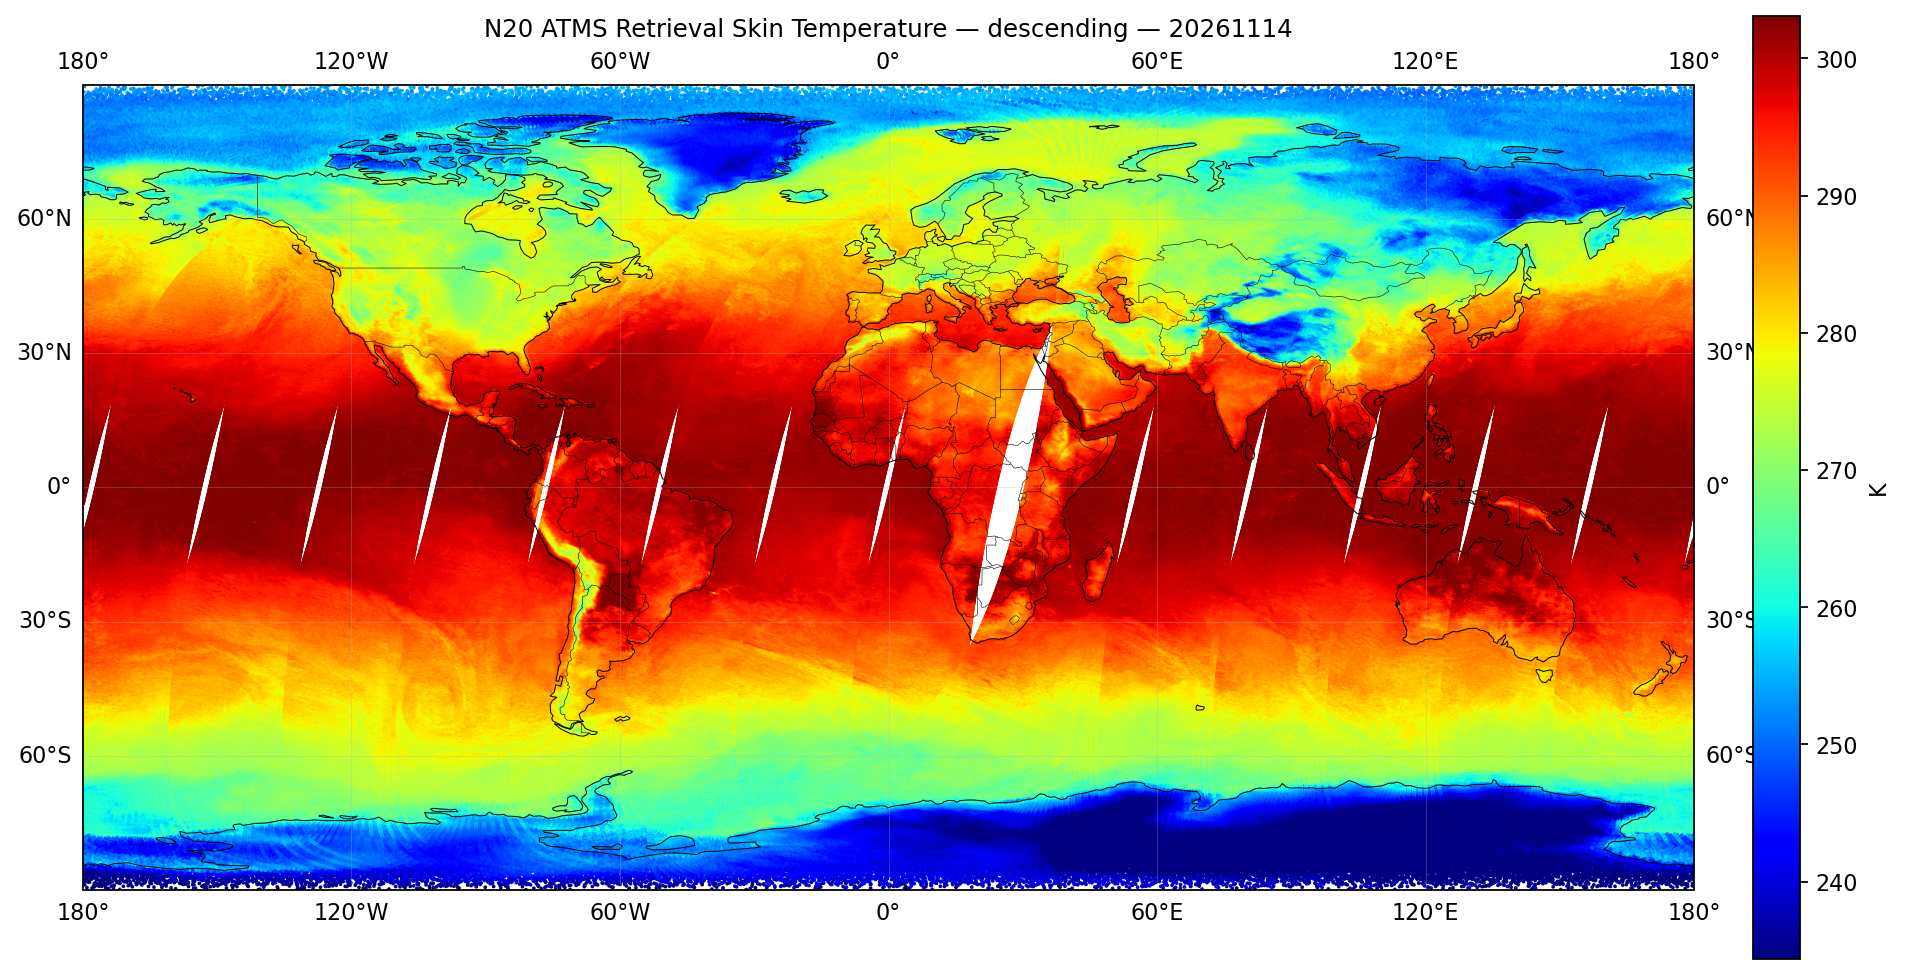 N20 ATMS Retrieval Skin Temperature — descending — 20261114
180° 120°W 60°W 0° 60°E 120°E 180°
60°N 60°N
30°N 30°N
0° 0°
30°S 30°S
60°S 60°S
180° 120°W 60°W 0° 60°E 120°E 180°
300
290
280
270
260
250
240
K